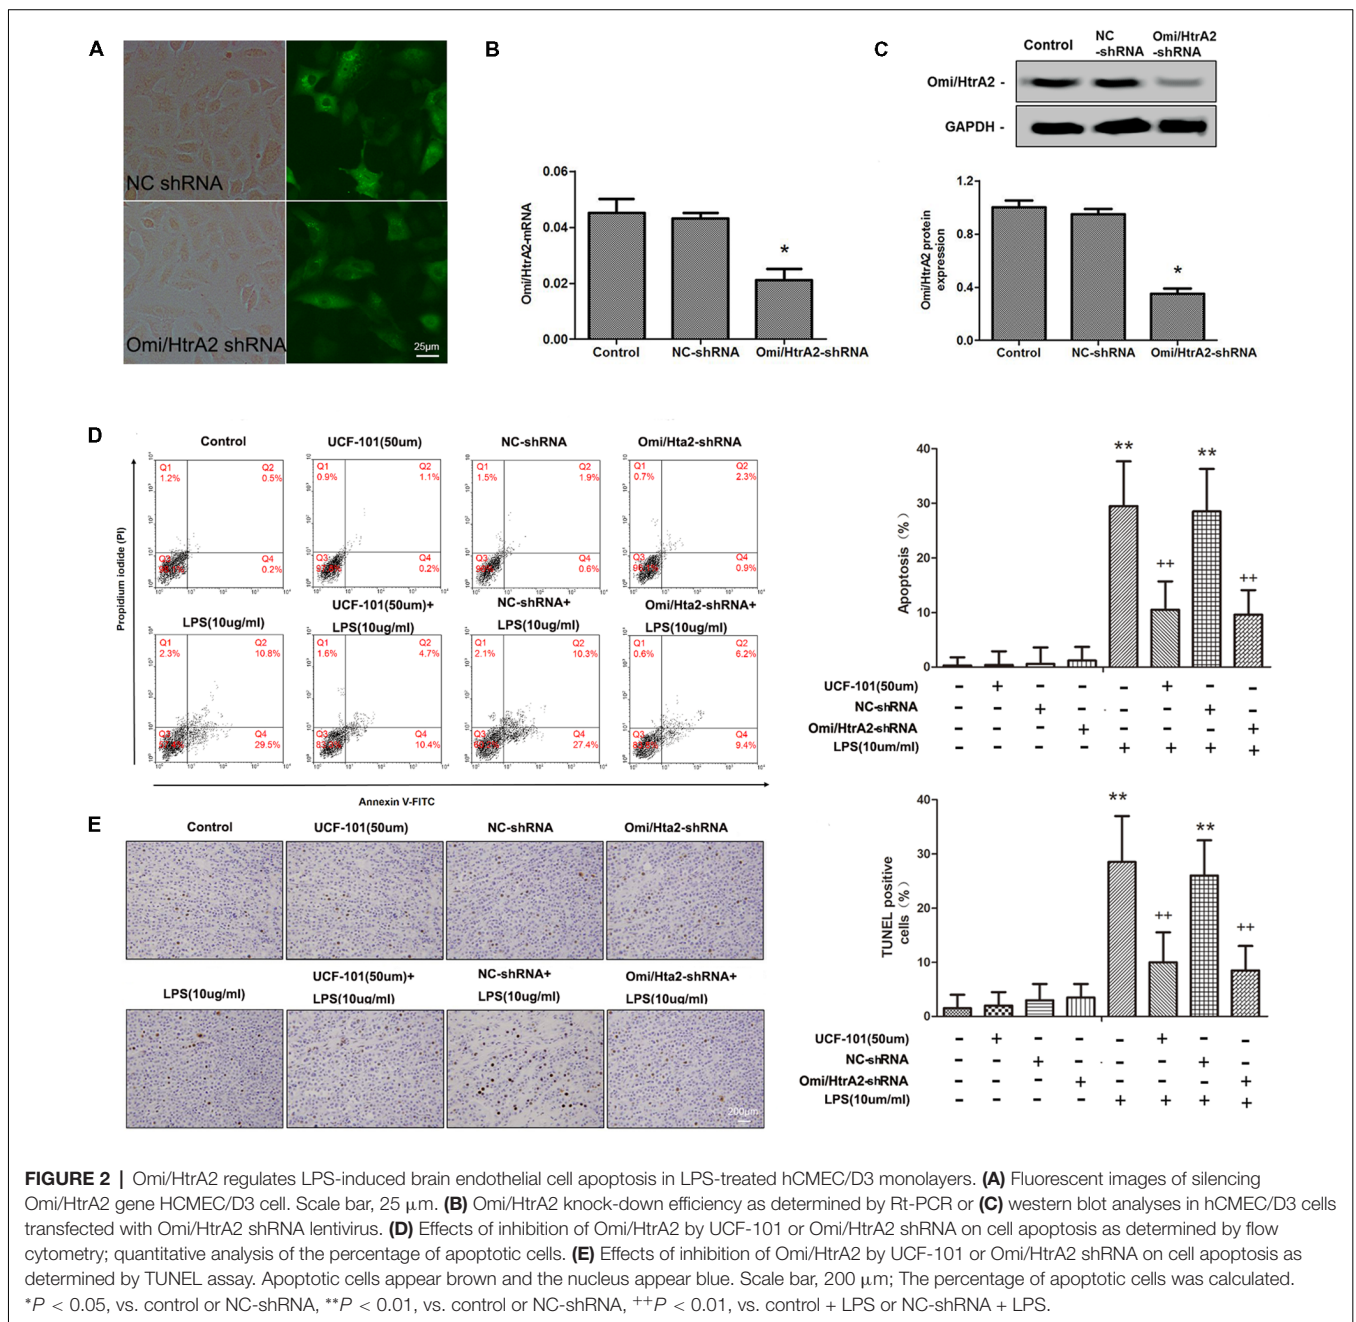 A
NC shRNA
Omi/HtrA2 shRNA
25μm
B
Omi/HtrA2-mRNA
0.06
0.04
0.02
0.00
*
Control NC-shRNA Omi/HtrA2-shRNA
C
Control NC -shRNA Omi/HtrA2 -shRNA
Omi/HtrA2 -
GAPDH -
Omi/HtrA2 protein
expression
1.2
0.8
0.4
0.0
*
Control NC-shRNA Omi/HtrA2-shRNA
D
Propidium iodide (PI)
Control UCF-101(50um) NC-shRNA Omi/Hta2-shRNA
Q1 Q2 Q1 Q2 Q1 Q2 Q1 Q2
1.2% 0.5% 0.9% 1.1% 1.5% 1.9% 0.7% 2.3%
Q3 Q4 Q3 Q4 Q3 Q4 Q3 Q4
0.2% 0.2% 0.6% 0.9%
UCF-101(50um)+ NC-shRNA+ Omi/Hta2-shRNA+
LPS(10ug/ml) LPS(10ug/ml) LPS(10ug/ml) LPS(10ug/ml)
Q1 Q2 Q1 Q2 Q1 Q2 Q1 Q2
2.3% 10.8% 1.6% 4.7% 2.1% 10.3% 0.6% 6.2%
Q3 Q4 Q3 Q4 Q3 Q4 Q3 Q4
29.5% 10.4% 27.4% 9.4%
Annexin V-FITC
Apoptosis (%)
40
30
20
10
0
** ++ ** ++
UCF-101(50um) - + - - - + - -
NC-shRNA - - + - - - + -
Omi/HtrA2-shRNA - - - + - - - +
LPS(10um/ml) - - - - + + + +
E
Control UCF-101(50um) NC-shRNA Omi/Hta2-shRNA
UCF-101(50um)+ NC-shRNA+ Omi/Hta2-shRNA+
LPS(10ug/ml) LPS(10ug/ml) LPS(10ug/ml) LPS(10ug/ml)
200μm
TUNEL positive
cells (%)
40
30
20
10
0
** ++ ** ++
UCF-101(50um) - + - - - + - -
NC-shRNA - - + - - - + -
Omi/HtrA2-shRNA - - - + - - - +
LPS(10um/ml) - - - - + + + +
FIGURE 2 | Omi/HtrA2 regulates LPS-induced brain endothelial cell apoptosis in LPS-treated hCMEC/D3 monolayers. (A) Fluorescent images of silencing
Omi/HtrA2 gene HCMEC/D3 cell. Scale bar, 25 μm. (B) Omi/HtrA2 knock-down efficiency as determined by Rt-PCR or (C) western blot analyses in hCMEC/D3 cells
transfected with Omi/HtrA2 shRNA lentivirus. (D) Effects of inhibition of Omi/HtrA2 by UCF-101 or Omi/HtrA2 shRNA on cell apoptosis as determined by flow
cytometry; quantitative analysis of the percentage of apoptotic cells. (E) Effects of inhibition of Omi/HtrA2 by UCF-101 or Omi/HtrA2 shRNA on cell apoptosis as
determined by TUNEL assay. Apoptotic cells appear brown and the nucleus appear blue. Scale bar, 200 μm; The percentage of apoptotic cells was calculated.
*P < 0.05, vs. control or NC-shRNA, **P < 0.01, vs. control or NC-shRNA, ++P < 0.01, vs. control + LPS or NC-shRNA + LPS.